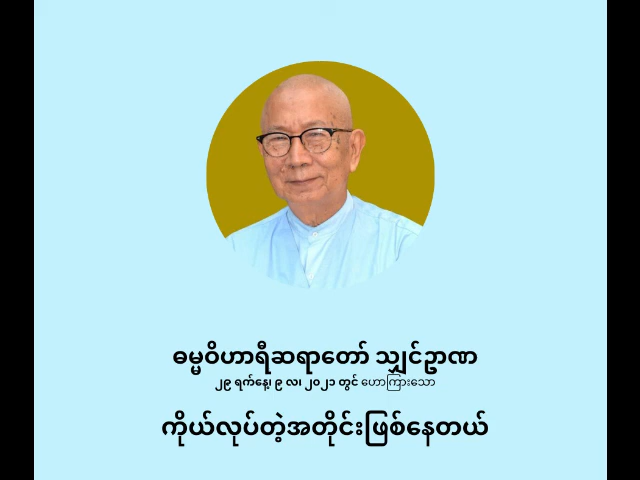 ဓမ္မဝိဟာရီဆရာတော် သျှင်ဥာဏ
၂၉ ရက်နေ့၊ ၉ လ၊ ၂၀၂၁ တွင် ဟောကြားသော
ကိုယ်လုပ်တဲ့အတိုင်းဖြစ်နေတယ်